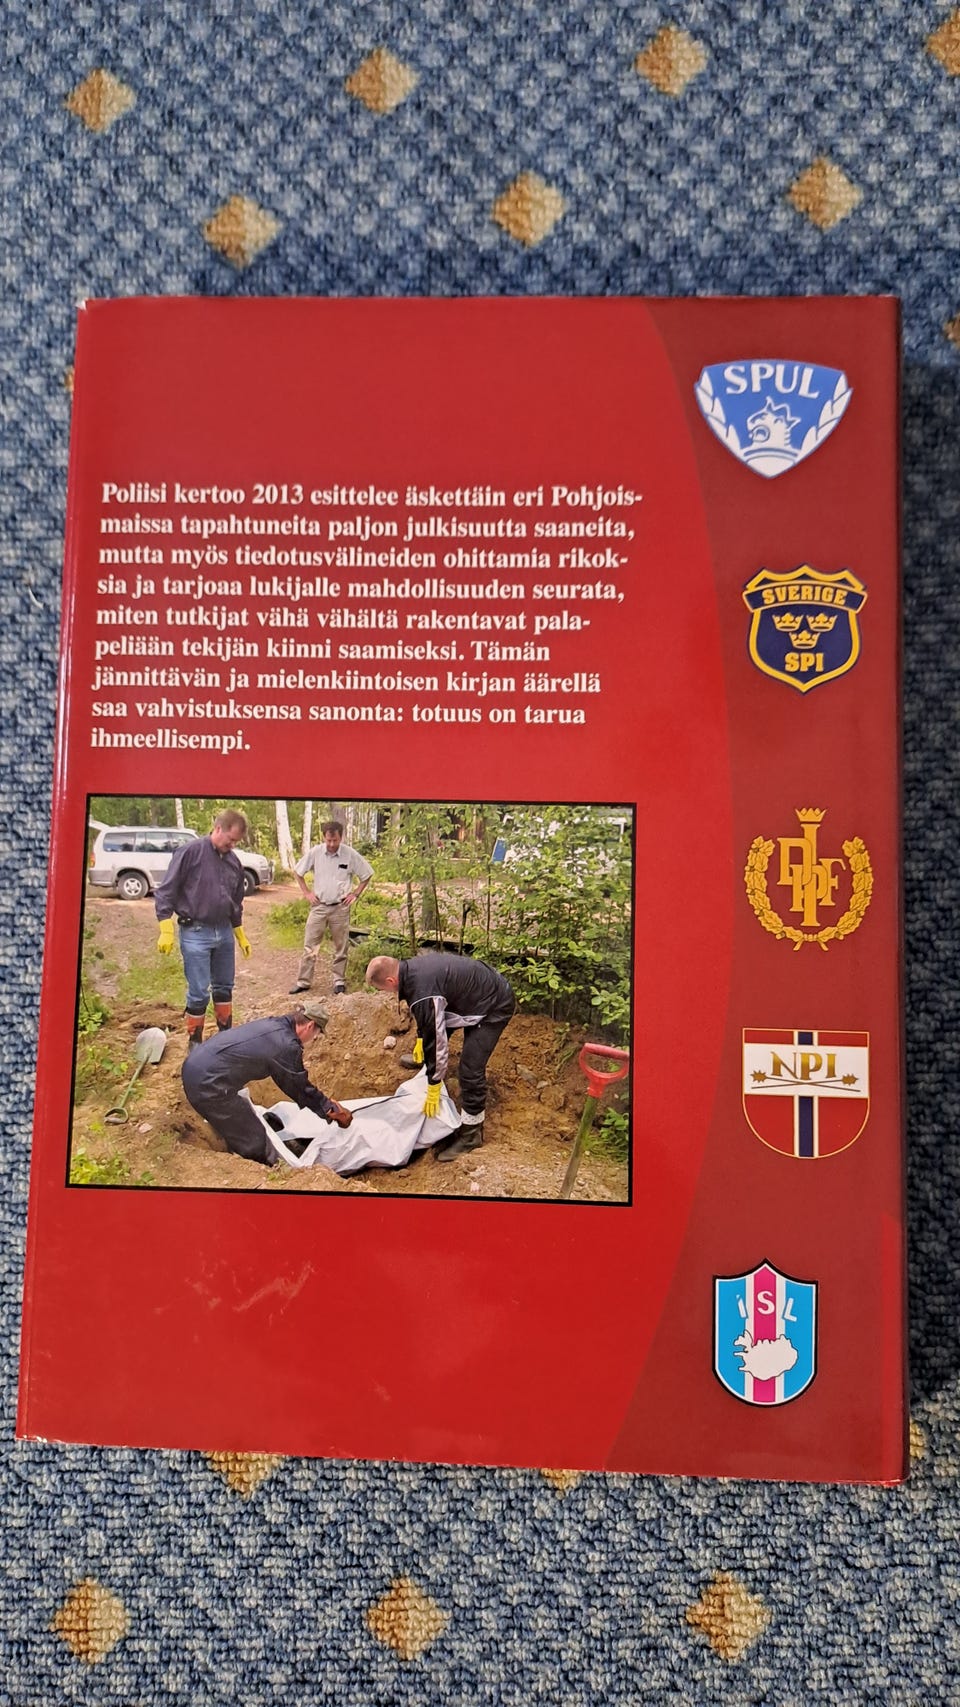 Poliisi kertoo 2013 esittelee äskettäin eri Pohjois-
maissa tapahtuneita paljon julkisuutta saaneita,
mutta myös tiedotusvälineiden ohittamia rikok-
sia ja tarjoaa lukijalle mahdollisuuden seurata,
miten tutkijat vähä vähältä rakentavat pala-
peliään tekijän kiinni saamiseksi. Tämän
jännittävän ja mielenkiintoisen kirjan äärellä
saa vahvistuksensa sanonta: totuus on tarua
ihmeellisempi.
SPUL
SVERIGE
SPI
DPIF
NPI
ÍSL